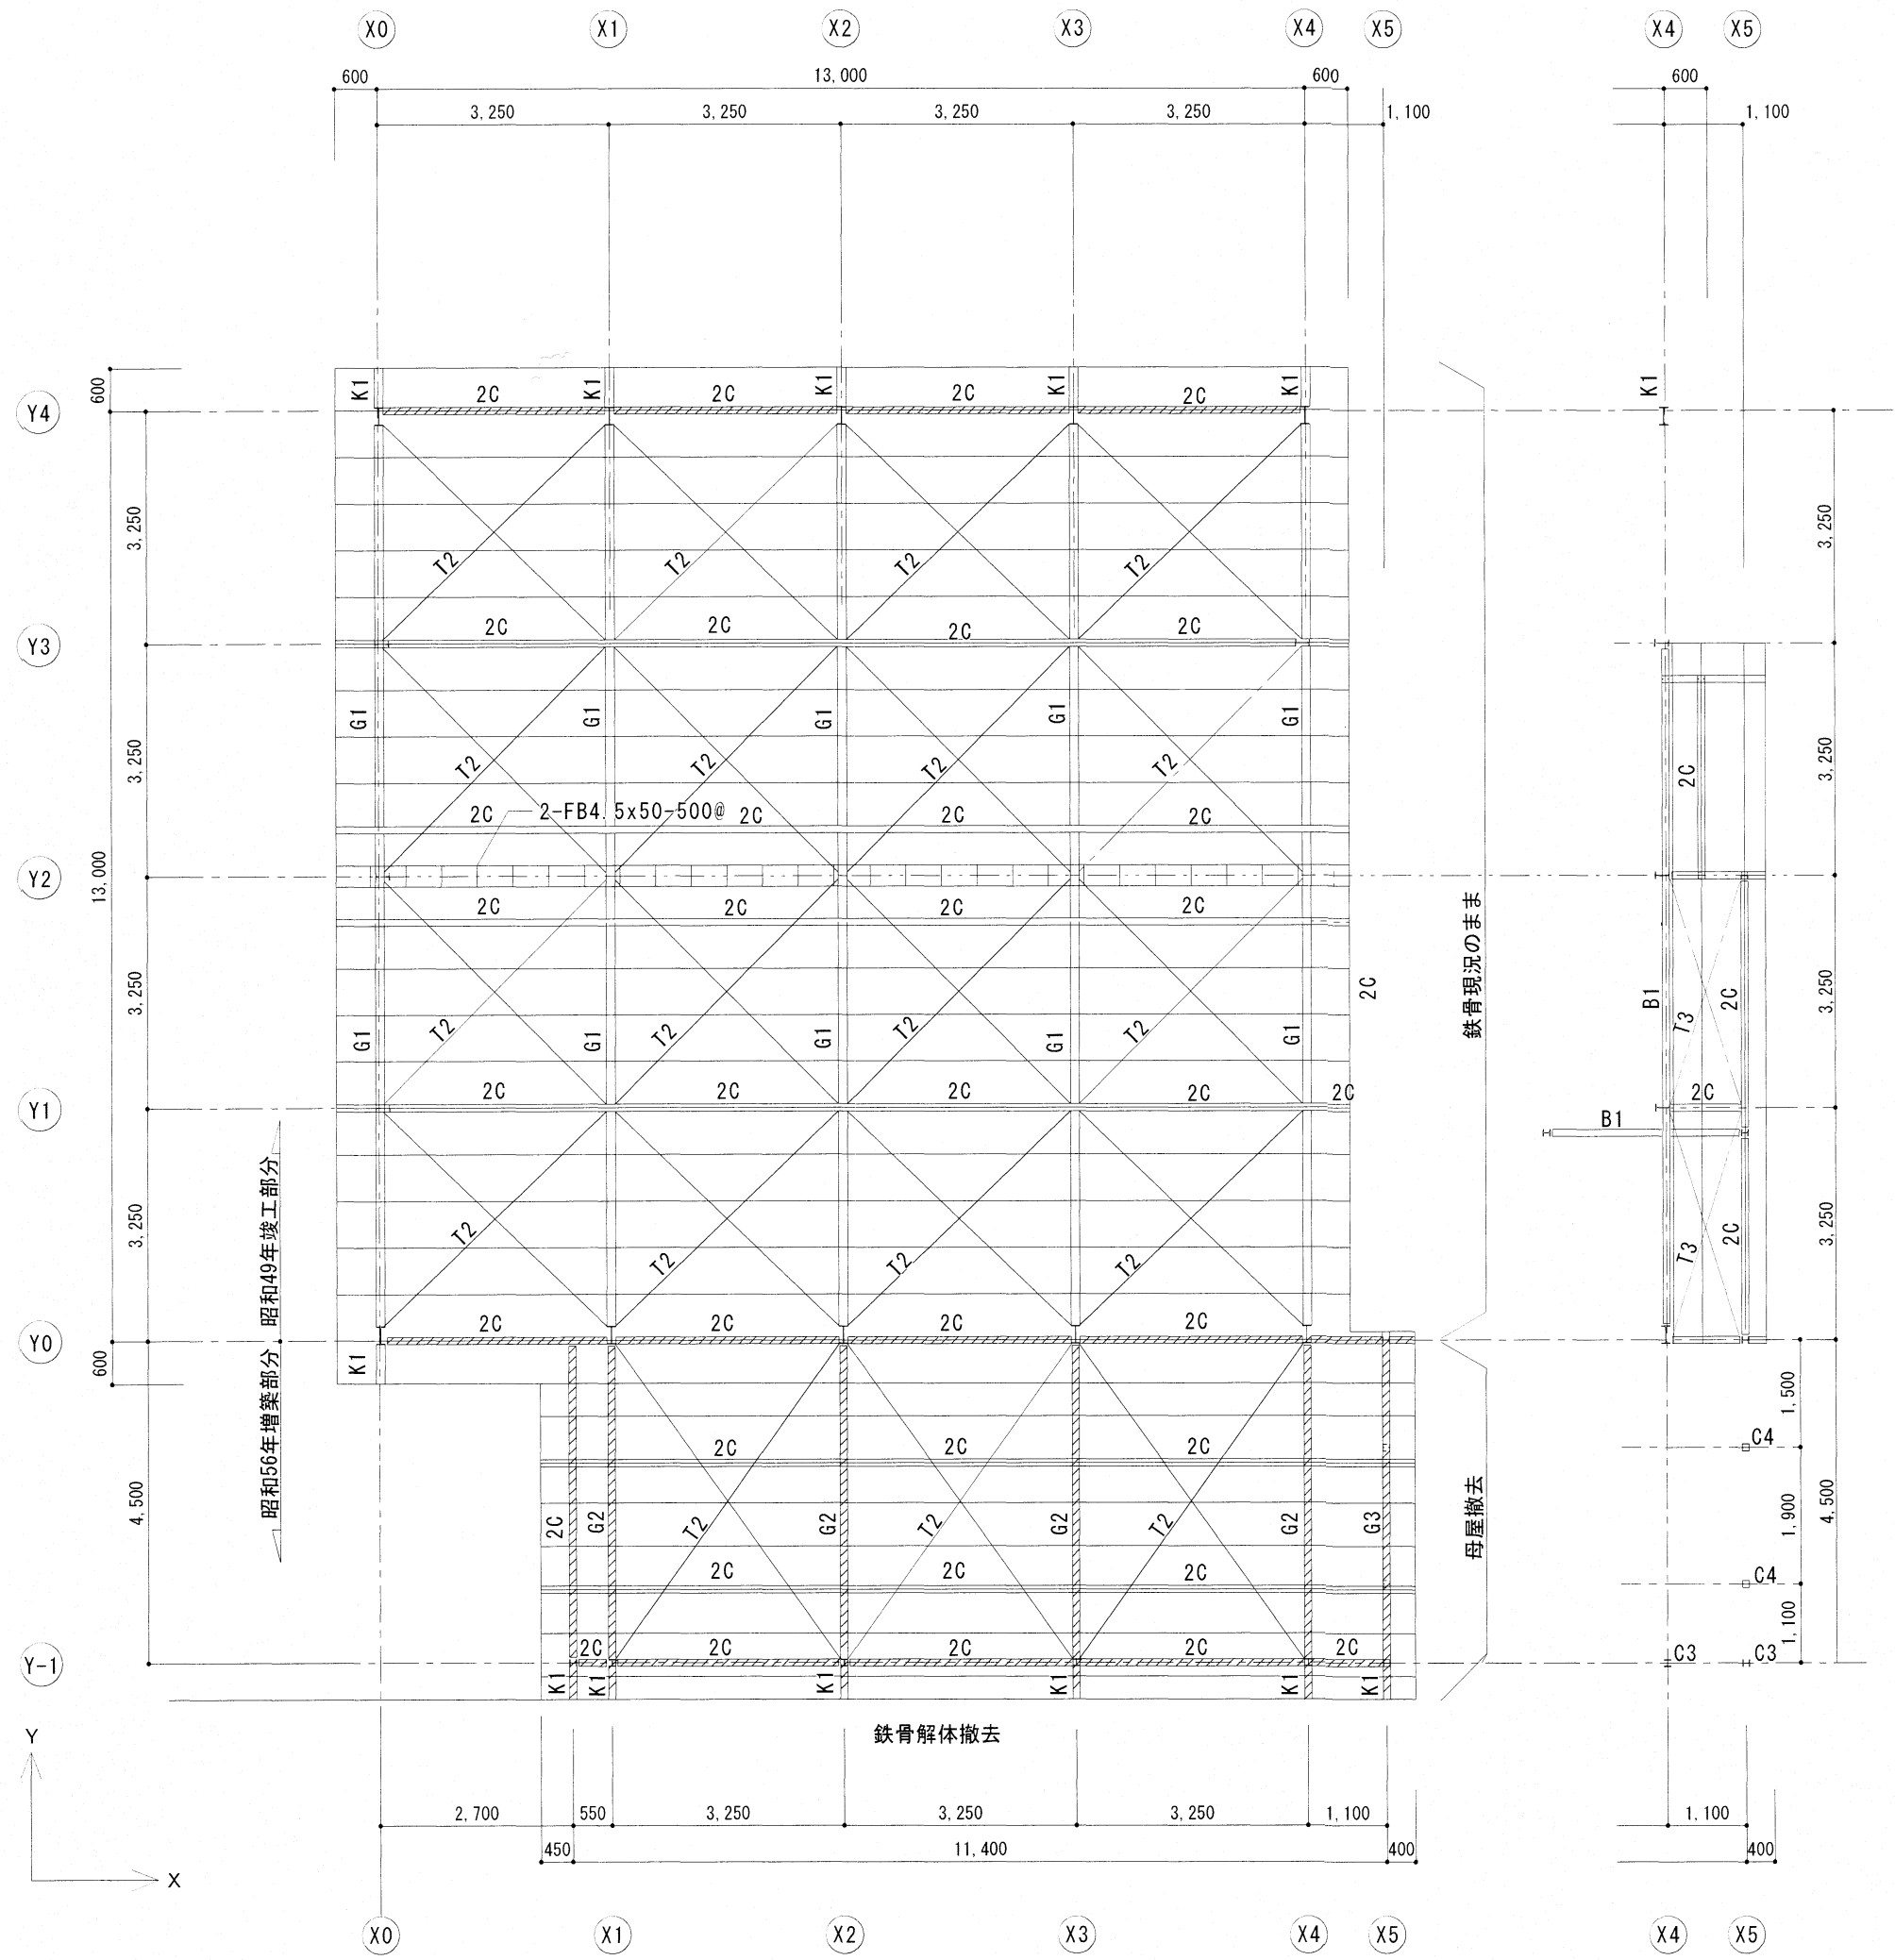 X0 X1 X2 X3 X4 X5 X4 X5
600 13,000 600 600
3,250 3,250 3,250 3,250 1,100 1,100
K1 K1 K1 K1 K1 K1
2C 2C 2C 2C
Y4
600
3,250 3,250
T2 T2 T2 T2
2C 2C 2C 2C
Y3
G1 G1 G1 G1 G1
3,250 3,250
T2 T2 T2 T2
2C
2C 2-FB4.5x50-500@ 2C 2C 2C
Y2
13,000
2C 2C 2C 2C
鉄骨現況のまま
2C
3,250 3,250
G1 G1 G1 G1 G1
T2 T2 T2 T2
B1 T3 2C
2C 2C 2C 2C 2C 2C
Y1
B1
昭和49年竣工部分
3,250 3,250
T2 T2 T2 T2
T3 2C
2C 2C 2C 2C
Y0
600
K1
昭和56年増築部分
1,500
C4
2C 2C 2C
4,500
2C G2 T2 G2 T2 G2 T2 G2 G3
母屋撤去
1,900 4,500
2C 2C 2C
C4
1,100
2C 2C 2C 2C 2C
C3 C3
Y-1
K1 K1 K1 K1 K1 K1
鉄骨解体撤去
Y
X
2,700 550 3,250 3,250 3,250 1,100 1,100
450 11,400 400 400
X0 X1 X2 X3 X4 X5 X4 X5